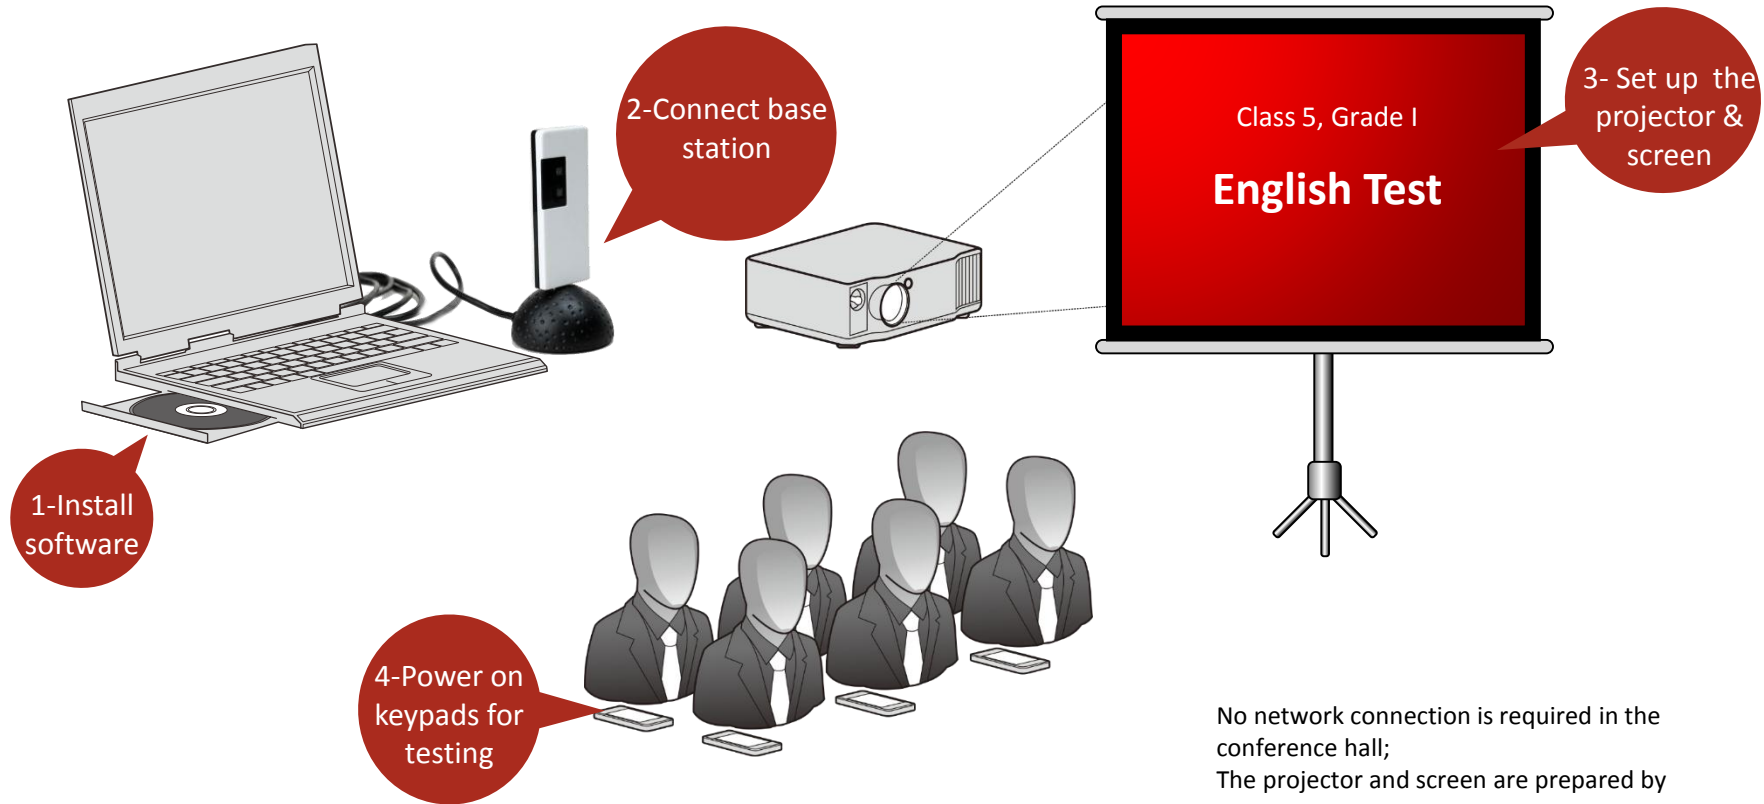 1-Install
software
2-Connect base
station
Class 5, Grade I
English Test
3- Set up  the
projector &
screen
4-Power on
keypads for
testing
No network connection is required in the
conference hall;
The projector and screen are prepared by